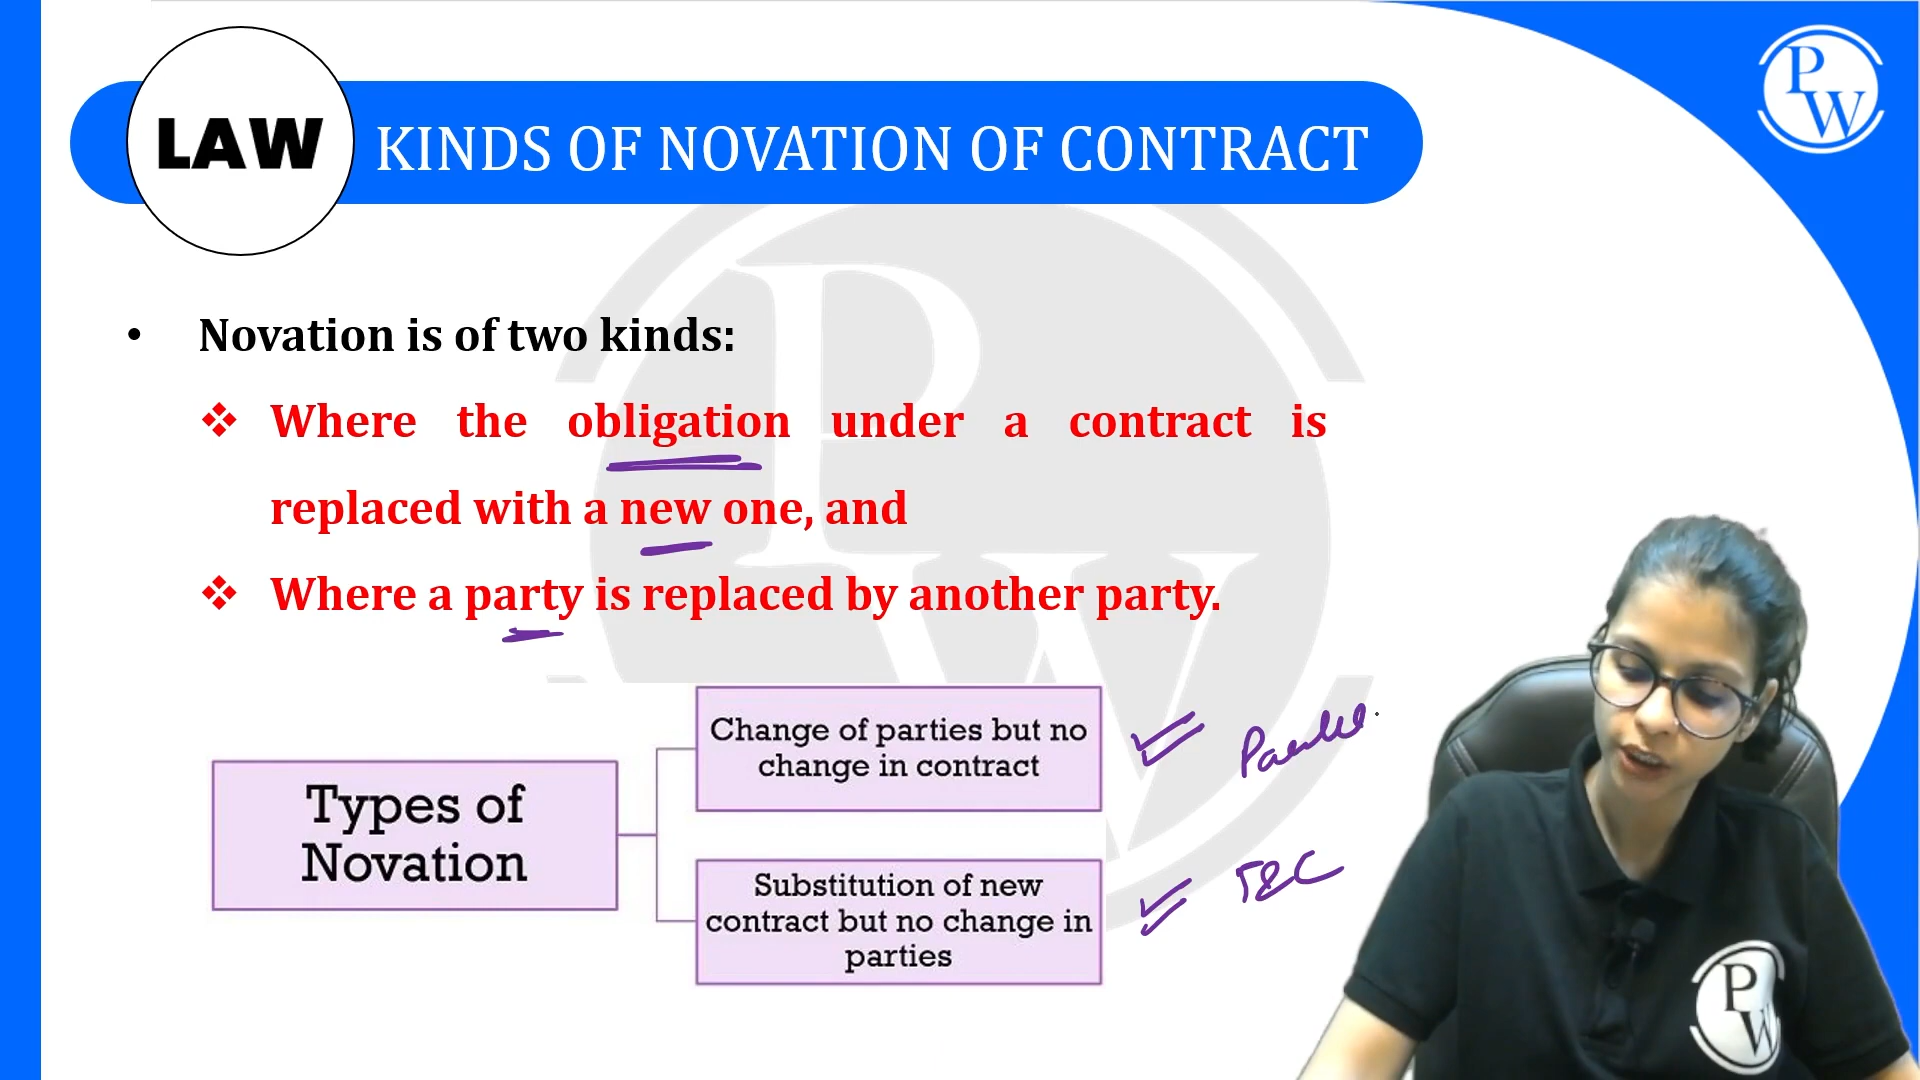 LAW
KINDS OF NOVATION OF CONTRACT
PW
• Novation is of two kinds:
❖ Where the obligation under a contract is
replaced with a new one, and
❖ Where a party is replaced by another party.
Types of
Novation
Change of parties but no
change in contract
Substitution of new
contract but no change in
parties
T&C
PW